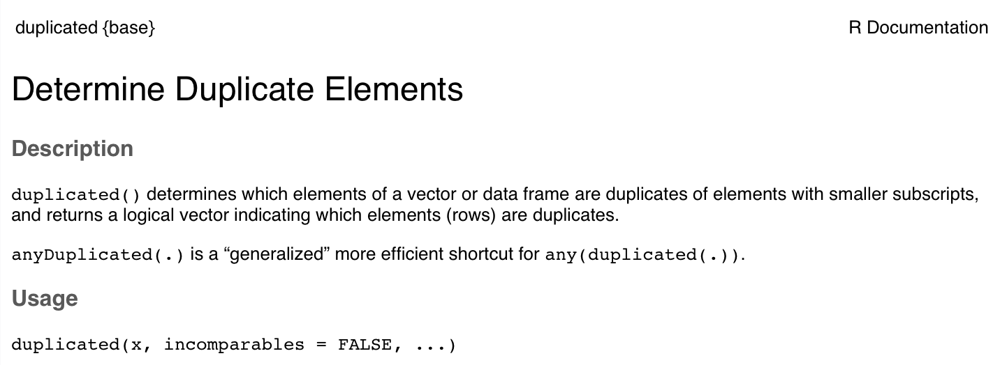 duplicated {base}
R Documentation
Determine Duplicate Elements
Description
duplicated() determines which elements of a vector or data frame are duplicates of elements with smaller subscripts,
and returns a logical vector indicating which elements (rows) are duplicates.
anyDuplicated(.) is a “generalized” more efficient shortcut for any(duplicated(.)).
Usage
duplicated(x, incomparables = FALSE, ...)